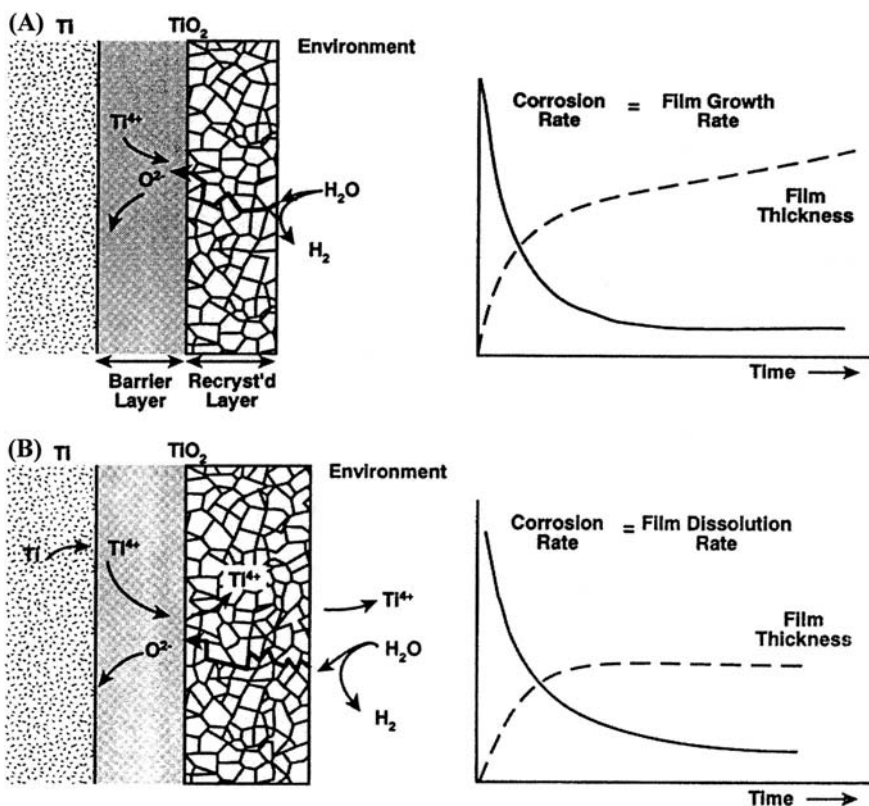 (A) Ti
TiO2
Environment
Ti4+
O2-
H2O
H2
Barrier
Layer
Recryst'd
Layer
Corrosion = Film Growth
Rate Rate
Film
Thickness
Time
(B) Ti
TiO2
Environment
Ti
Ti4+
Ti4+
Ti4+
O2-
H2O
H2
Corrosion = Film Dissolution
Rate Rate
Film
Thickness
Time